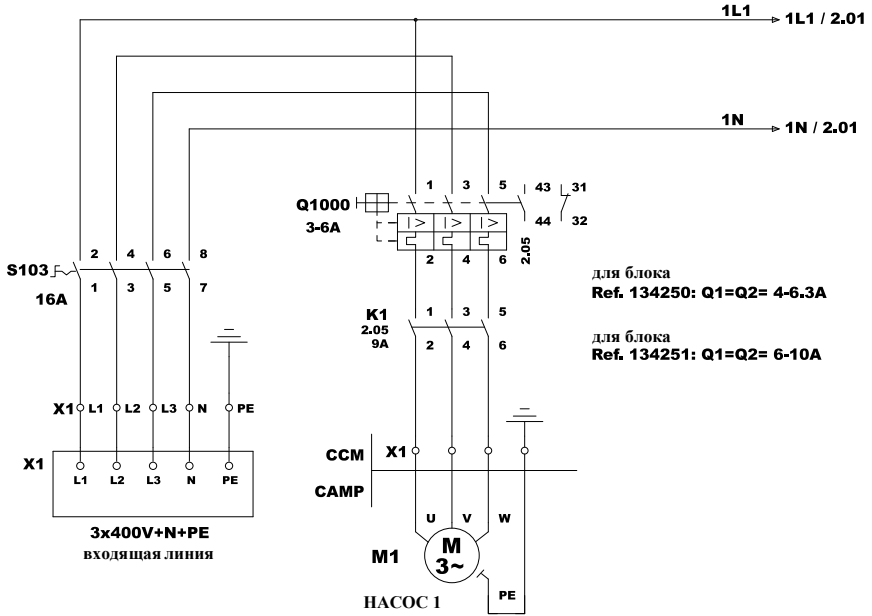 1L1
1L1 / 2.01
1N
1N / 2.01
1 3 5 43 31
Q1000
3-6A
44 32
2 4 6 2.05
2 4 6 8
S103
1 3 5 7
16A
для блока
Ref. 134250: Q1=Q2= 4-6.3A
K1 1 3 5
2.05
9A 2 4 6
для блока
Ref. 134251: Q1=Q2= 6-10A
X1 L1 L2 L3 N PE
X1
L1 L2 L3 N PE
3x400V+N+PE
входящая линия
CCM X1
CAMP
U V W
M1
M
3~
PE
НАСОС 1